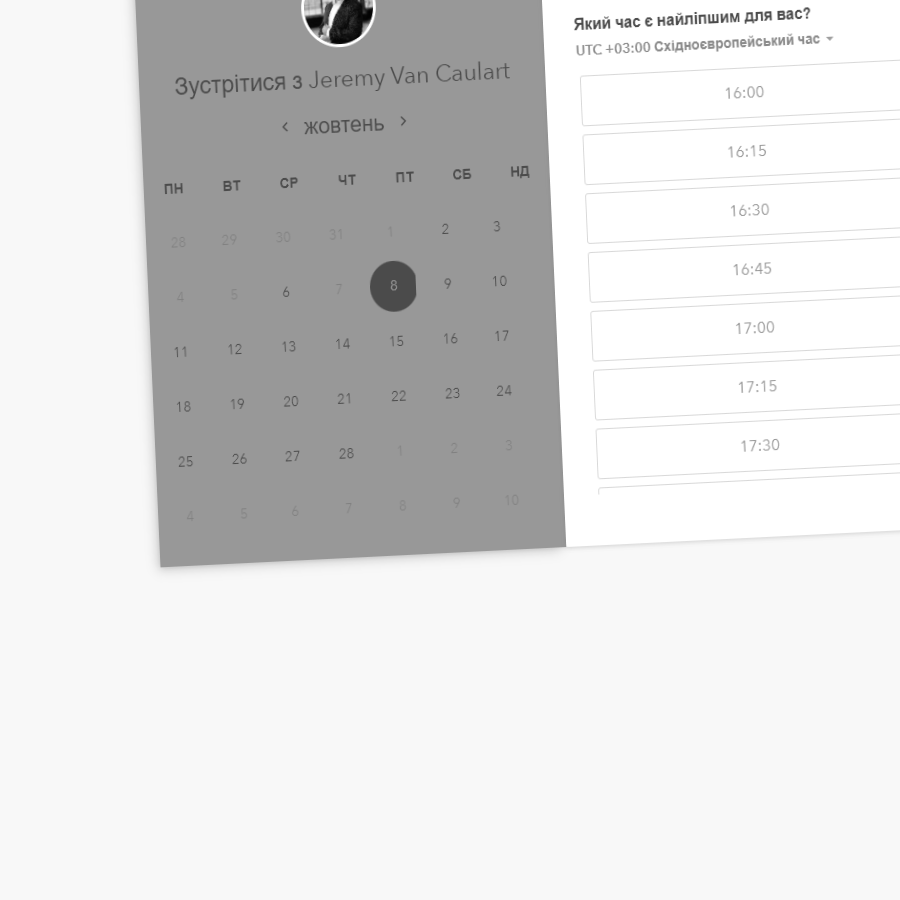 Зустрітися з Jeremy Van Caulart
‹ жовтень ›
ПН ВТ СР ЧТ ПТ СБ НД
28 29 30 31 1 2 3
4 5 6 7 8 9 10
11 12 13 14 15 16 17
18 19 20 21 22 23 24
25 26 27 28 1 2 3
4 5 6 7 8 9 10
Який час є найліпшим для вас?
UTC +03:00 Східноєвропейський час
16:00
16:15
16:30
16:45
17:00
17:15
17:30